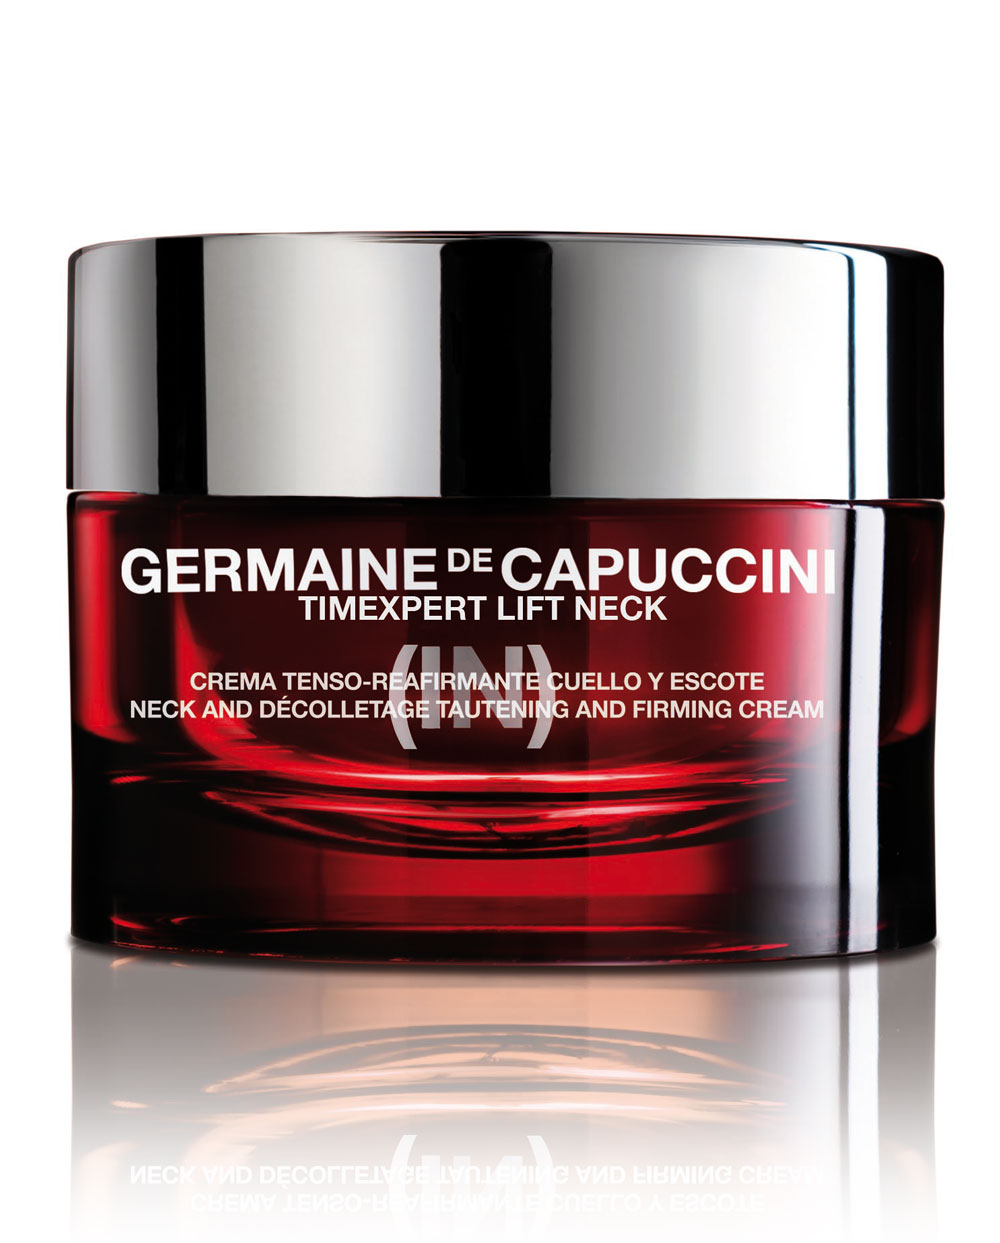 GERMAINE DE CAPUCCINI
TIMEXPERT LIFT NECK
(IN)
CREMA TENSO-REAFIRMANTE CUELLO Y ESCOTE
NECK AND DÉCOLLETAGE TAUTENING AND FIRMING CREAM